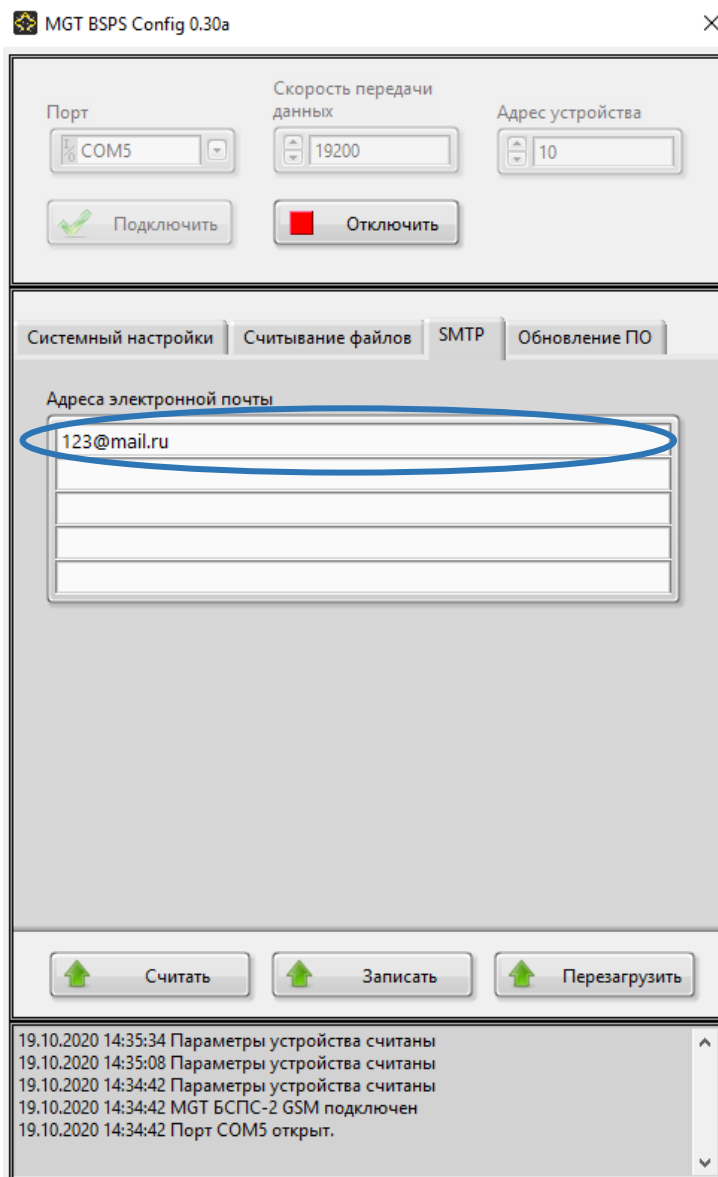 MGT BSPS Config 0.30a
Скорость передачи
Порт данных Адрес устройства
COM5 19200 10
Подключить Отключить
Системный настройки Считывание файлов SMTP Обновление ПО
Адреса электронной почты
123@mail.ru
Считать Записать Перезагрузить
19.10.2020 14:35:34 Параметры устройства считаны
19.10.2020 14:35:08 Параметры устройства считаны
19.10.2020 14:34:42 Параметры устройства считаны
19.10.2020 14:34:42 MGT БСПС-2 GSM подключен
19.10.2020 14:34:42 Порт COM5 открыт.